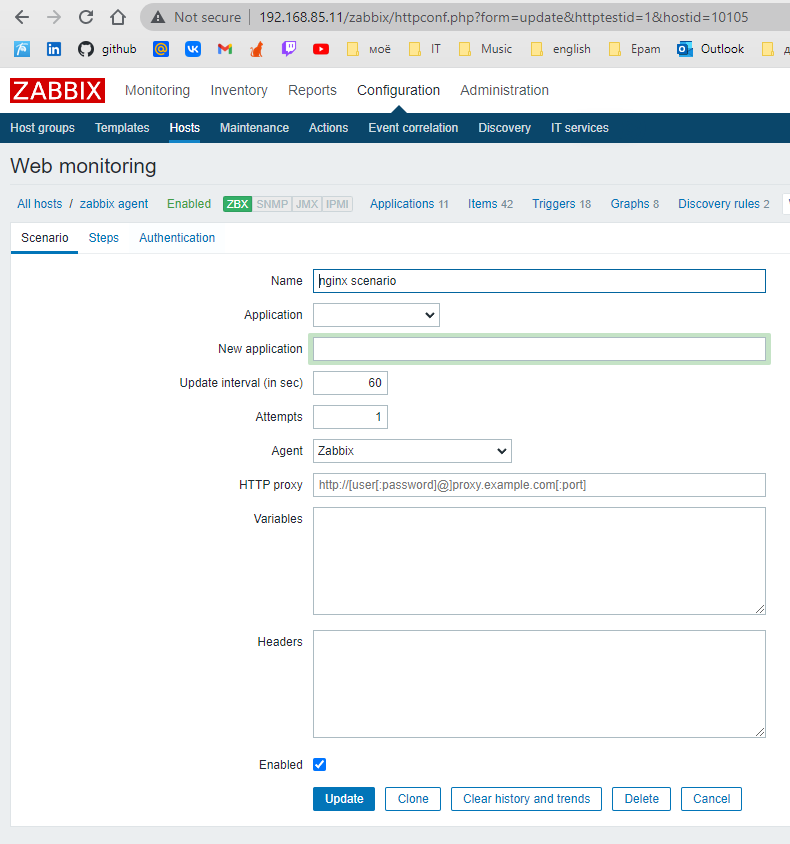 Not secure | 192.168.85.11/zabbix/httpconf.php?form=update&httptestid=1&hostid=10105
github моё IT Music english Epam Outlook д
ZABBIX Monitoring Inventory Reports Configuration Administration
Host groups Templates Hosts Maintenance Actions Event correlation Discovery IT services
Web monitoring
All hosts / zabbix agent Enabled ZBX SNMP JMX IPMI Applications 11 Items 42 Triggers 18 Graphs 8 Discovery rules 2
Scenario Steps Authentication
Name nginx scenario
Application
New application
Update interval (in sec) 60
Attempts 1
Agent Zabbix
HTTP proxy http://[user[:password]@]proxy.example.com[:port]
Variables
Headers
Enabled
Update Clone Clear history and trends Delete Cancel